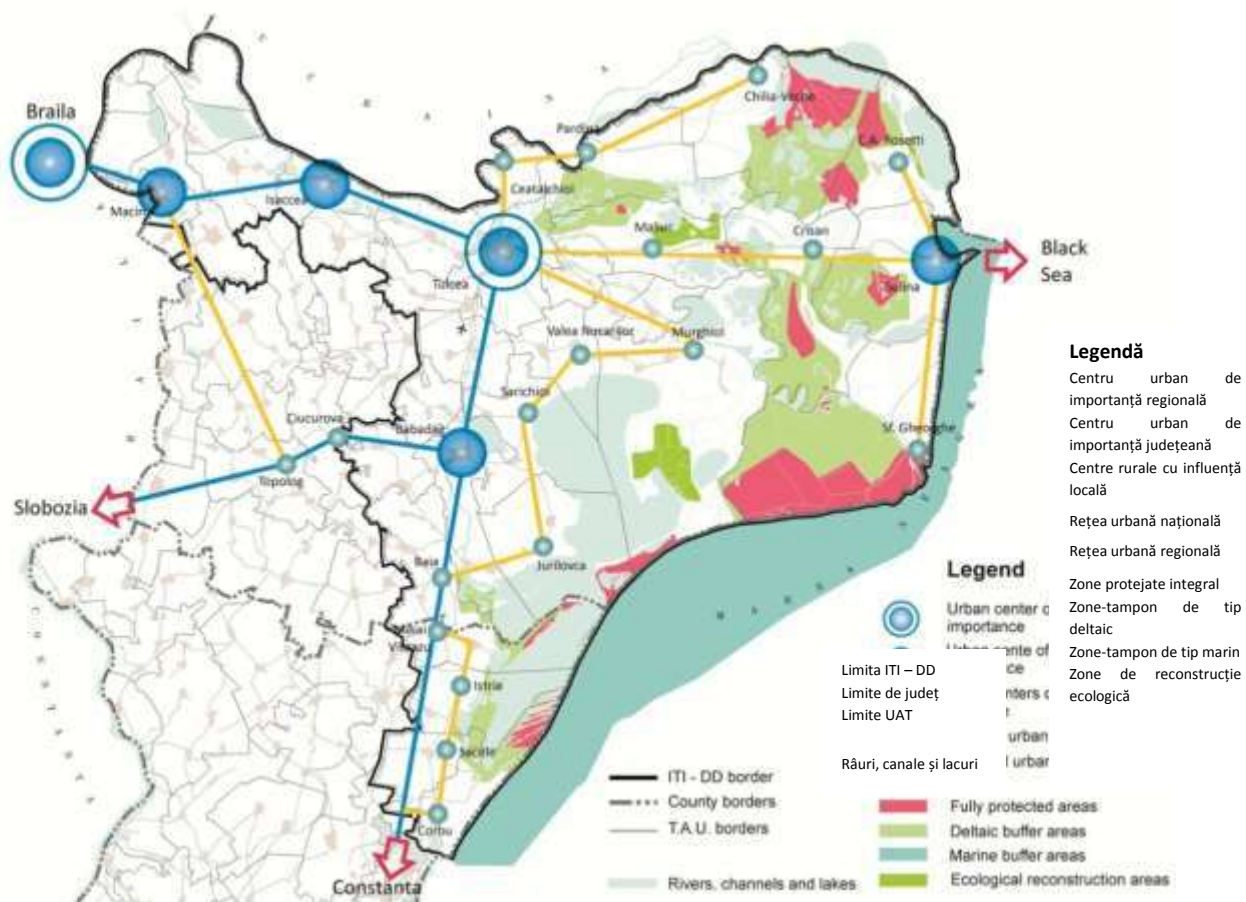 Braila
Chilia-Veche
Pardina
C.A. Rosetti
Ceatalchioi
Macin
Isaccea
Maliuc
Crisan
Black
Sea
Tulcea
Sulina
Valea Nucarilor
Murghiol
Sarichioi
Ciucurova
Babadag
Sf. Gheorghe
Topolog
Slobozia
Jurilovca
Baia
Mihai
Viteazu
Istria
Sacele
Corbu
Constanta
Legendă
Centru urban de
importanță regională
Centru urban de
importanță județeană
Centre rurale cu influență
locală
Rețea urbană națională
Rețea urbană regională
Zone protejate integral
Zone-tampon de tip
deltaic
Zone-tampon de tip marin
Zone de reconstrucție
ecologică
Legend
Urban center o
importance
Limita ITI – DD
Limite de județ
Limite UAT
Râuri, canale și lacuri
ITI - DD border
County borders
T.A.U. borders
Rivers, channels and lakes
Fully protected areas
Deltaic buffer areas
Marine buffer areas
Ecological reconstruction areas